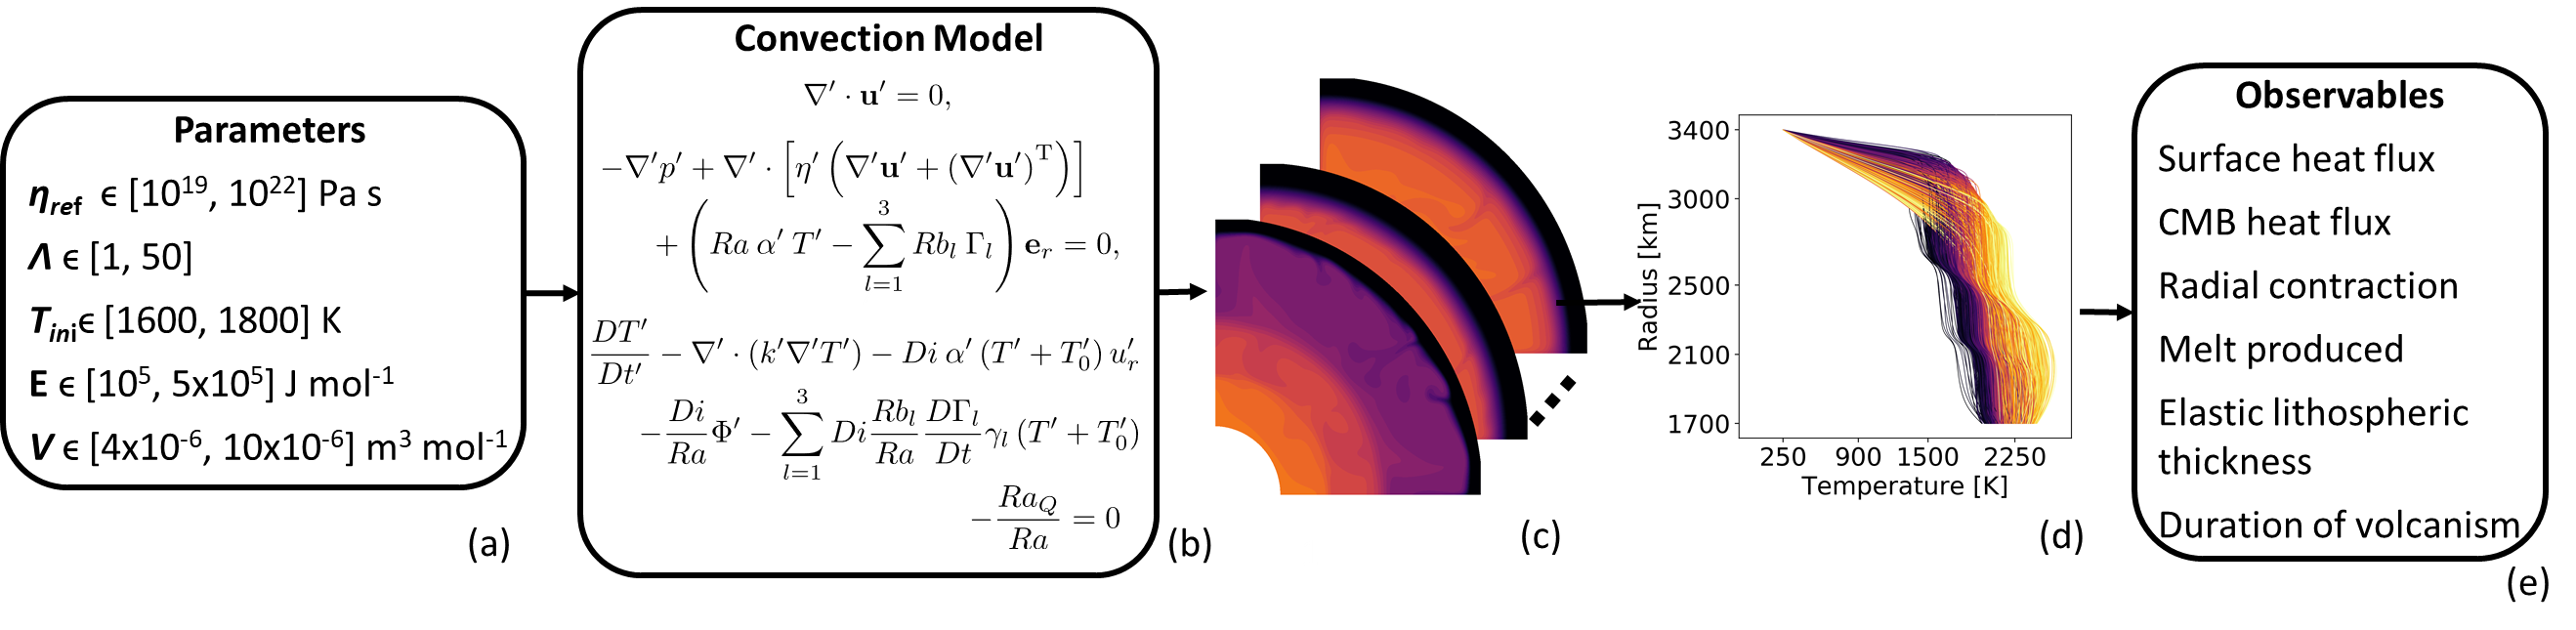 Parameters
η_ref ϵ [10^19, 10^22] Pa s
Λ ϵ [1, 50]
T_ini ϵ [1600, 1800] K
E ϵ [10^5, 5x10^5] J mol^-1
V ϵ [4x10^-6, 10x10^-6] m^3 mol^-1
(a)
Convection Model
∇′ · u′ = 0,
−∇′p′ + ∇′ · [η′ (∇′u′ + (∇′u′)^T)]
+ (Ra α′ T′ − ∑_{l=1}^{3} Rb_l Γ_l) e_r = 0,
DT′/Dt′ − ∇′ · (k′∇′T′) − Di α′ (T′ + T′_0) u′_r
− Di/Ra Φ′ − ∑_{l=1}^{3} Di Rb_l/Ra DΓ_l/Dt γ_l (T′ + T′_0)
− Ra_Q/Ra = 0
(b)
(c)
Radius [km]
3400
3000
2500
2100
1700
250 900 1500 2250
Temperature [K]
(d)
Observables
Surface heat flux
CMB heat flux
Radial contraction
Melt produced
Elastic lithospheric
thickness
Duration of volcanism
(e)